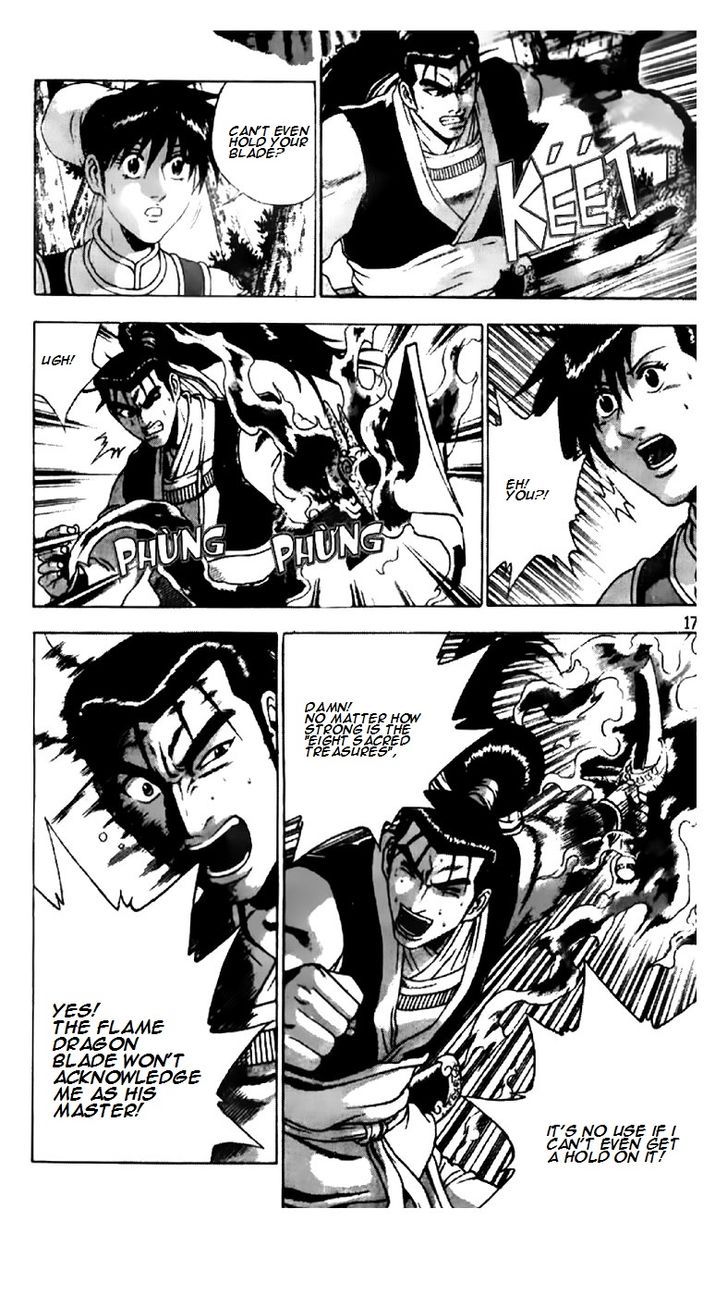 KÉÉT
CAN'T EVEN
HOLD YOUR
BLADE?
EH!
YOU?!
UGH!
PHÙNG PHÙNG
17
DAMN!
NO MATTER HOW
STRONG IS THE
"EIGHT SACRED
TREASURES",
IT'S NO USE IF I
CAN'T EVEN GET
A HOLD ON IT!
YES!
THE FLAME
DRAGON
BLADE WON'T
ACKNOWLEDGE
ME AS HIS
MASTER!